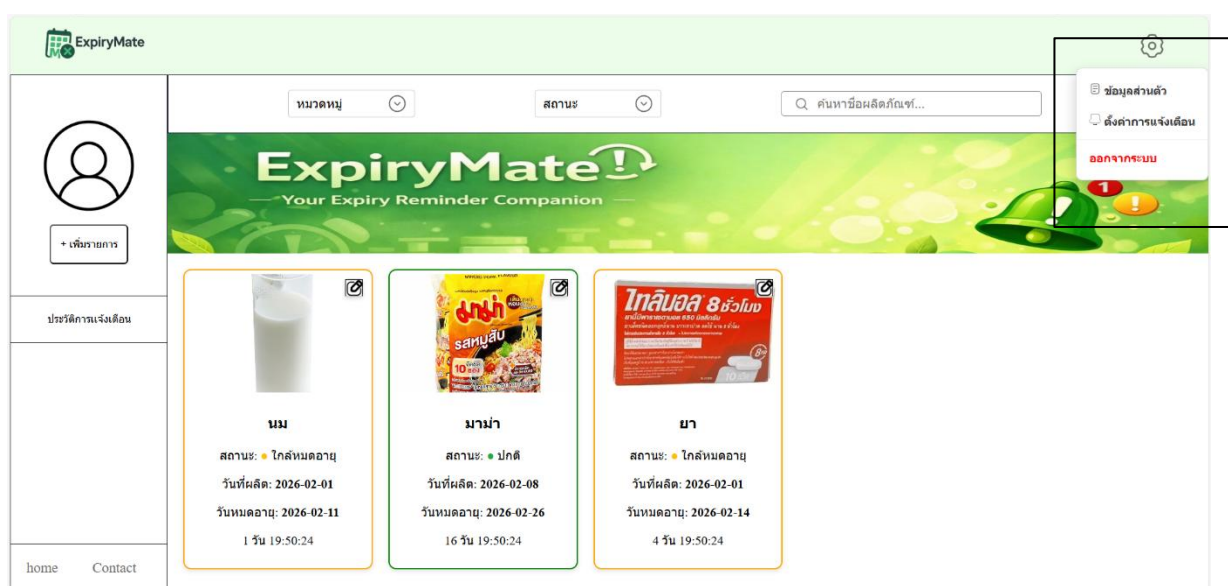 ExpiryMate
ข้อมูลส่วนตัว
ตั้งค่าการแจ้งเตือน
ออกจากระบบ
หมวดหมู่
สถานะ
ค้นหาชื่อผลิตภัณฑ์...
+ เพิ่มรายการ
ประวัติการแจ้งเตือน
home
Contact
ExpiryMate
Your Expiry Reminder Companion
1
นม
สถานะ: ● ใกล้หมดอายุ
วันที่ผลิต: 2026-02-01
วันหมดอายุ: 2026-02-11
1 วัน 19:50:24
มาม่า
รสหมูสับ
10
มาม่า
สถานะ: ● ปกติ
วันที่ผลิต: 2026-02-08
วันหมดอายุ: 2026-02-26
16 วัน 19:50:24
ไทลินอล 8 ชั่วโมง
ยา
สถานะ: ● ใกล้หมดอายุ
วันที่ผลิต: 2026-02-01
วันหมดอายุ: 2026-02-14
4 วัน 19:50:24